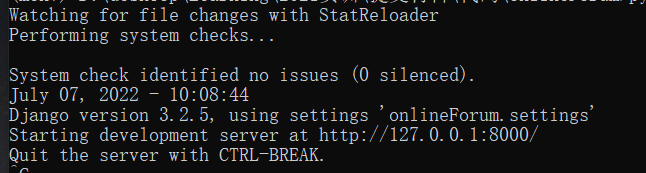 Watching for file changes with StatReloader
Performing system checks...
System check identified no issues (0 silenced).
July 07, 2022 - 10:08:44
Django version 3.2.5, using settings 'onlineForum.settings'
Starting development server at http://127.0.0.1:8000/
Quit the server with CTRL-BREAK.